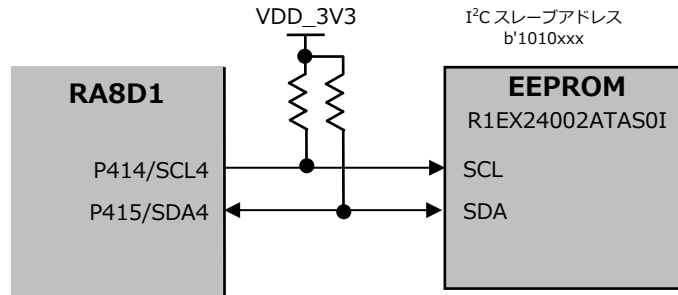 VDD_3V3
I²C スレーブアドレス
b'1010xxx
RA8D1
P414/SCL4
P415/SDA4
EEPROM
R1EX24002ATAS0I
SCL
SDA